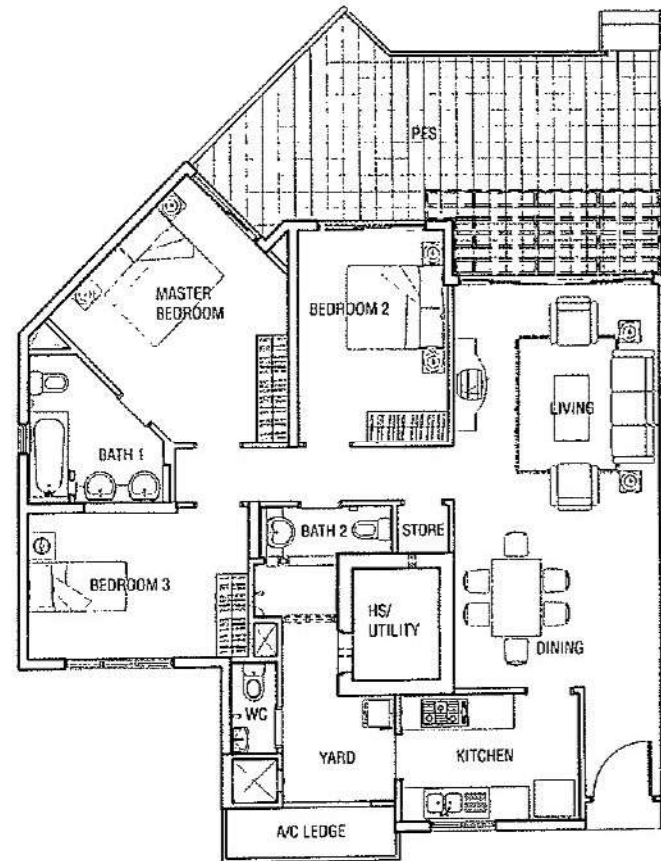 PES
MASTER
BEDROOM
BEDROOM 2
LIVING
BATH 1
BATH 2
STORE
BEDROOM 3
HS/
UTILITY
DINING
WC
YARD
KITCHEN
A/C LEDGE